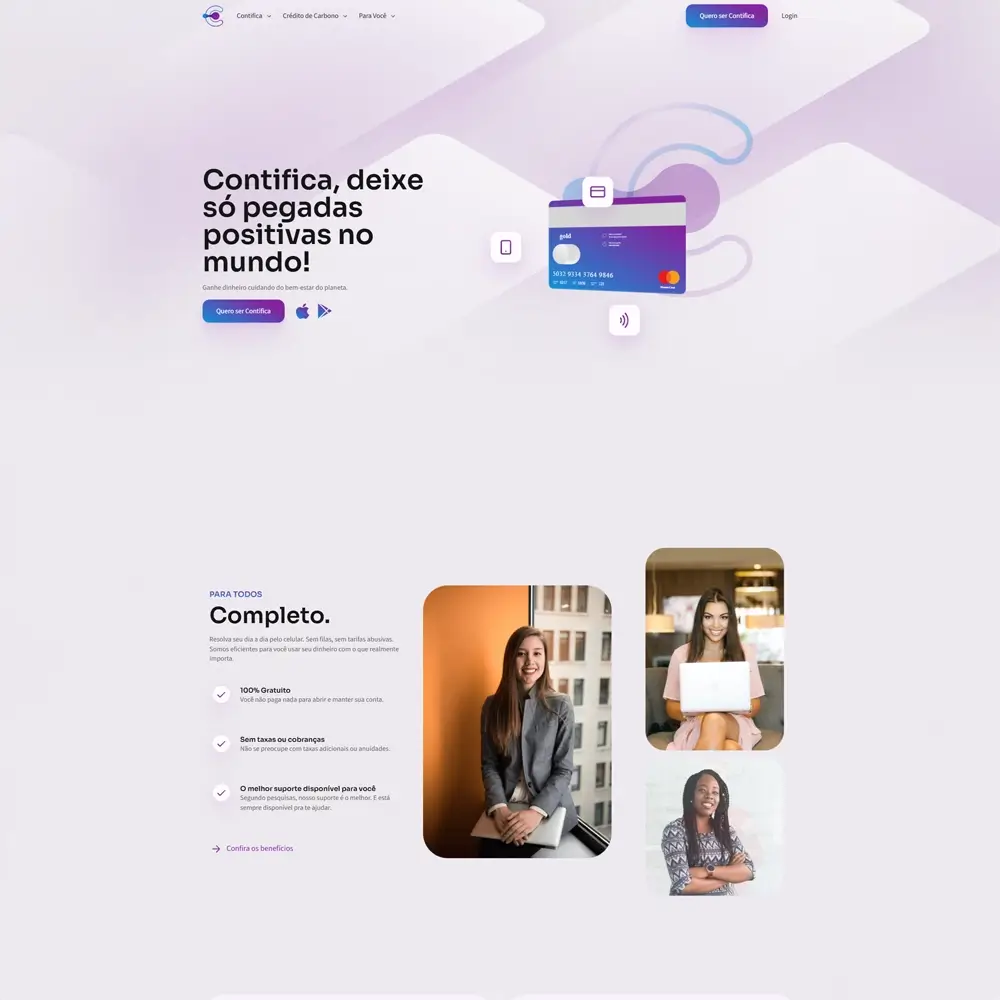 Contifica Crédito de Carbono Para Você Quero ser Contifica Login
Contifica, deixe
só pegadas
positivas no
mundo!
Ganhe dinheiro cuidando do bem-estar do planeta.
Quero ser Contifica
gold
5032 9334 5764 9846
PARA TODOS
Completo.
Resolva seu dia a dia pelo celular. Sem filas, sem tarifas abusivas.
Somos eficientes para você usar seu dinheiro com o que realmente
importa.
100% Gratuito
Você não paga nada para abrir e manter sua conta.
Sem taxas ou cobranças
Não se preocupe com taxas adicionais ou anuidades.
O melhor suporte disponível para você
Segundo pesquisas, nosso suporte é o melhor. E está
sempre disponível pra te ajudar.
Confira os benefícios